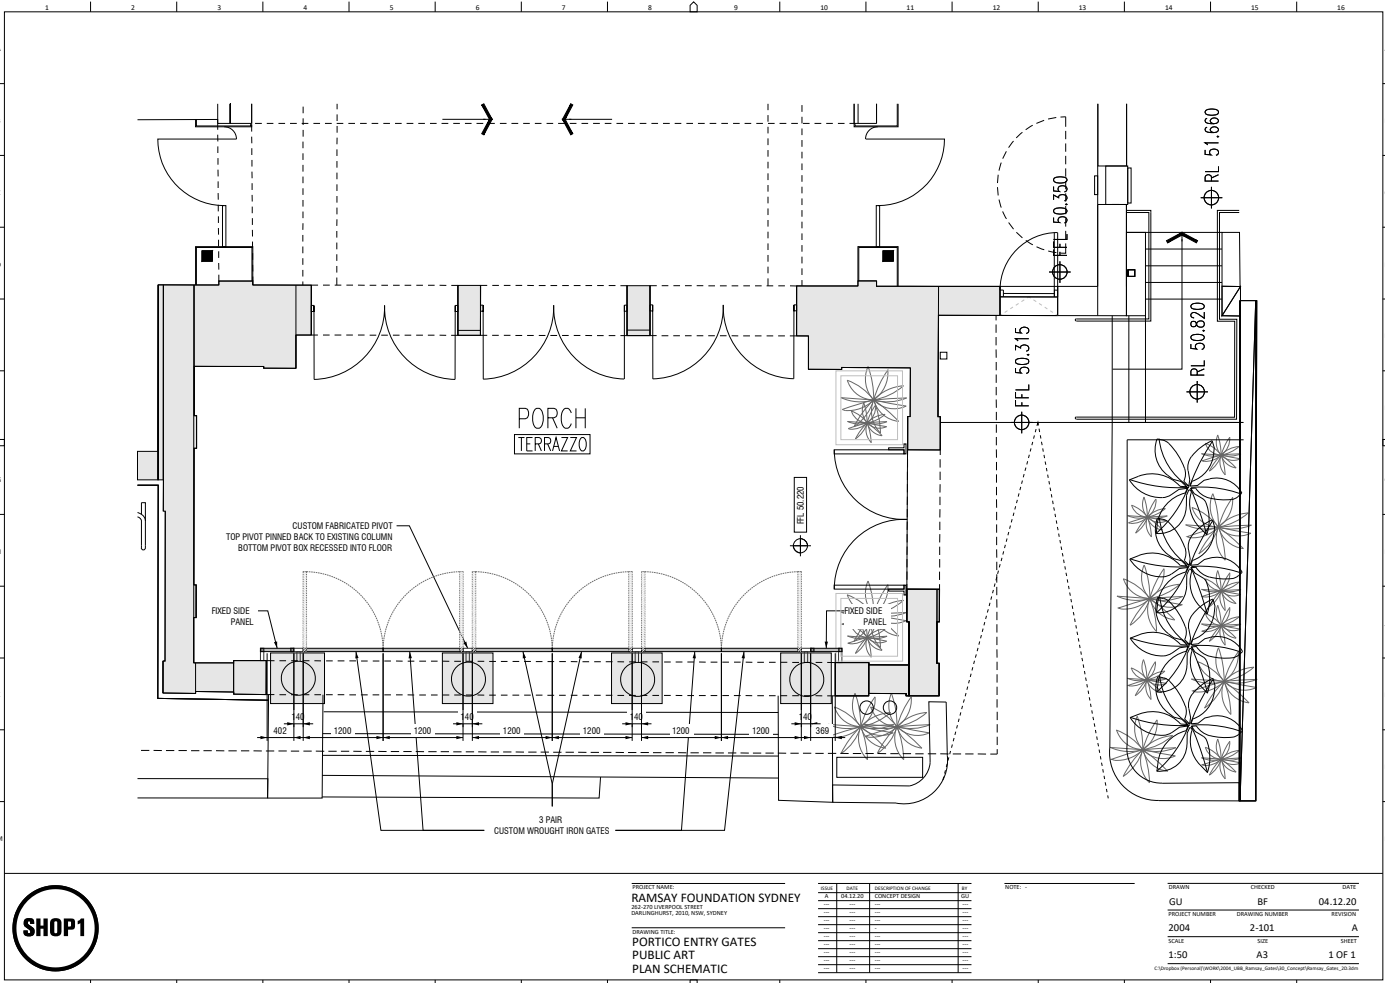 1 2 3 4 5 6 7 8 9 10 11 12 13 14 15 16
RL 51.660
FFL 50.350
RL 50.820
FFL 50.315
PORCH
TERRAZZO
FFL 50.220
CUSTOM FABRICATED PIVOT
TOP PIVOT PINNED BACK TO EXISTING COLUMN
BOTTOM PIVOT BOX RECESSED INTO FLOOR
FIXED SIDE
PANEL
FIXED SIDE
PANEL
140 140 140 140
402 1200 1200 1200 1200 1200 1200 369
3 PAIR
CUSTOM WROUGHT IRON GATES
SHOP1
PROJECT NAME:
RAMSAY FOUNDATION SYDNEY
262-270 LIVERPOOL STREET
DARLINGHURST, 2010, NSW, SYDNEY
DRAWING TITLE:
PORTICO ENTRY GATES
PUBLIC ART
PLAN SCHEMATIC
ISSUE DATE DESCRIPTION OF CHANGE BY
A 04.12.20 CONCEPT DESIGN GU
NOTE: -
DRAWN CHECKED DATE
GU BF 04.12.20
PROJECT NUMBER DRAWING NUMBER REVISION
2004 2-101 A
SCALE SIZE SHEET
1:50 A3 1 OF 1